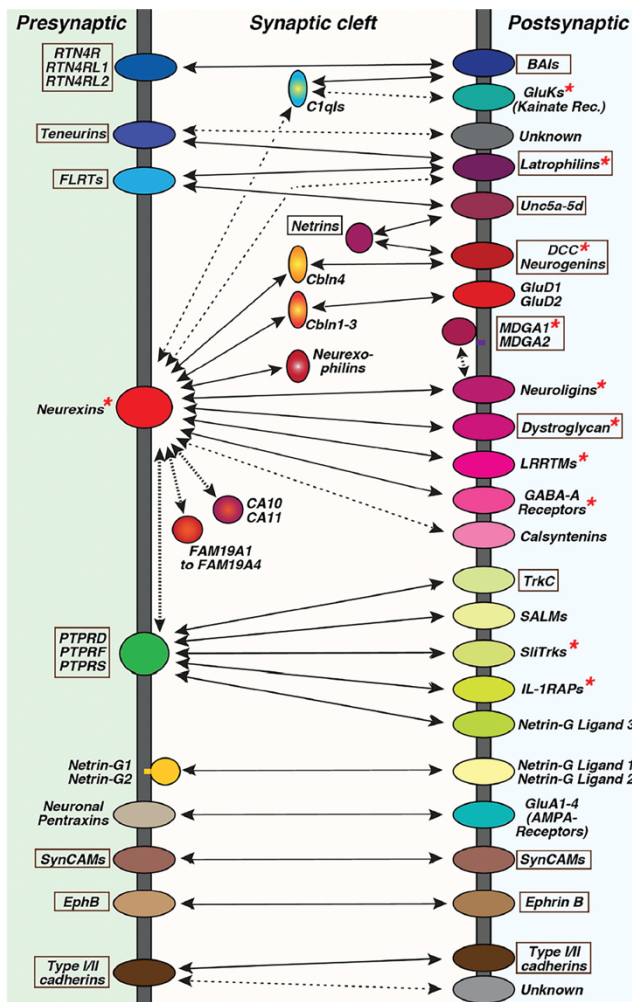 Presynaptic
Synaptic cleft
Postsynaptic
RTN4R
RTN4RL1
RTN4RL2
BAIs
C1qls
GluKs*
(Kainate Rec.)
Teneurins
Unknown
FLRTs
Latrophilins*
Unc5a-5d
Netrins
DCC*
Neurogenins
Cbln4
GluD1
GluD2
Cbln1-3
MDGA1*
MDGA2
Neurexo-
philins
Neurexins*
Neuroligins*
Dystroglycan*
LRRTMs*
GABA-A
Receptors*
CA10
CA11
Calsyntenins
FAM19A1
to FAM19A4
TrkC
SALMs
PTPRD
PTPRF
PTPRS
SliTrks*
IL-1RAPs*
Netrin-G Ligand 3
Netrin-G1
Netrin-G2
Netrin-G Ligand 1
Netrin-G Ligand 2
Neuronal
Pentraxins
GluA1-4
(AMPA-
Receptors)
SynCAMs
SynCAMs
EphB
Ephrin B
Type I/II
cadherins
Type I/II
cadherins
Unknown